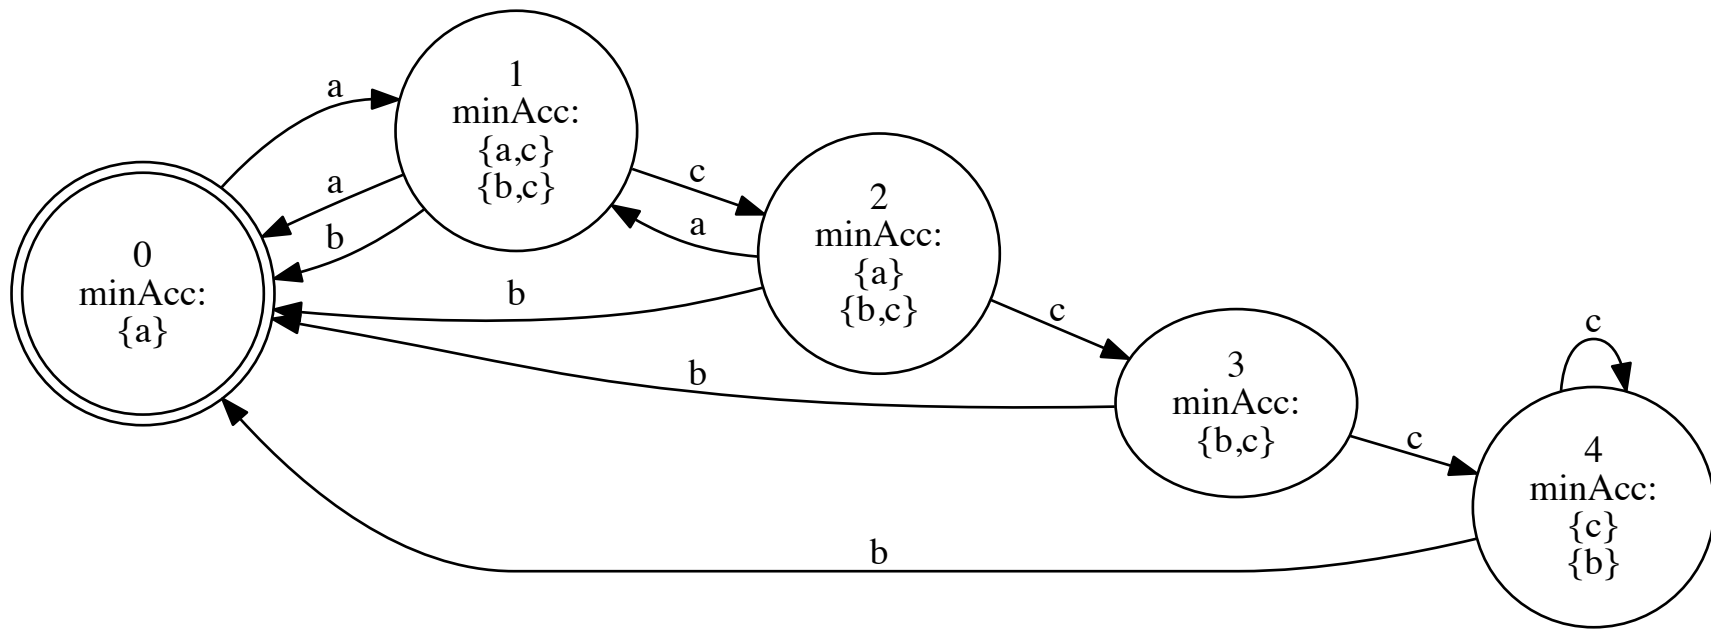 0
minAcc:
{a}
a
a
b
1
minAcc:
{a,c}
{b,c}
c
a
b
b
b
2
minAcc:
{a}
{b,c}
c
3
minAcc:
{b,c}
c
c
4
minAcc:
{c}
{b}